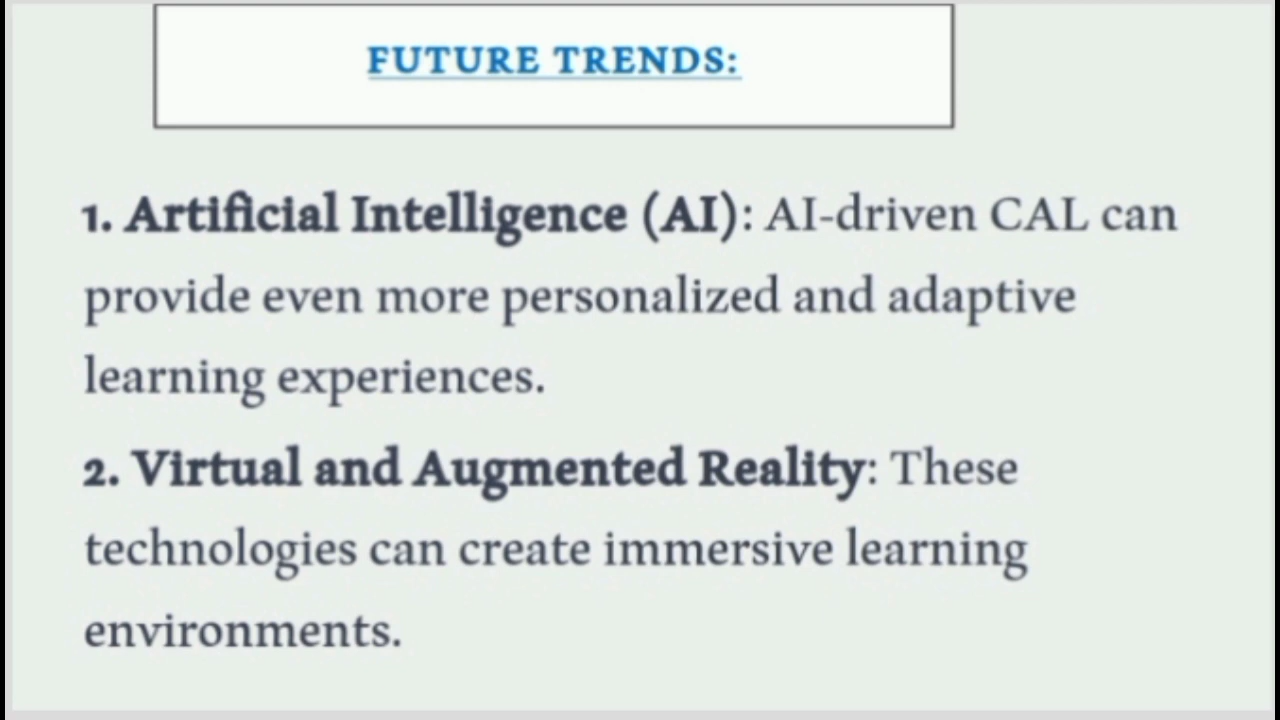 FUTURE TRENDS:
1. Artificial Intelligence (AI): AI-driven CAL can
provide even more personalized and adaptive
learning experiences.
2. Virtual and Augmented Reality: These
technologies can create immersive learning
environments.